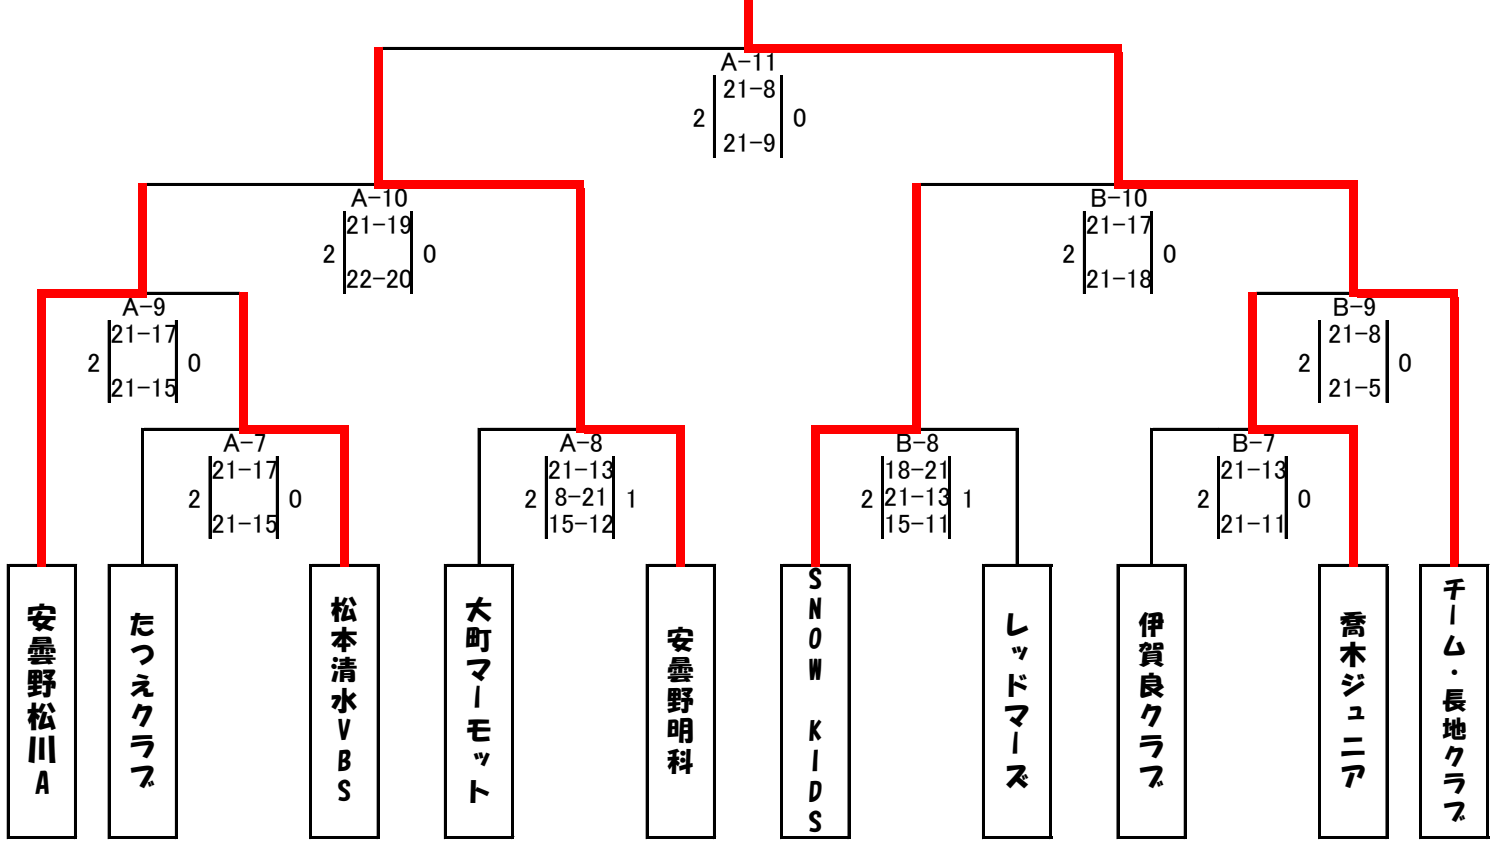 A-11
21-8
2 0
21-9
A-10
21-19
2 0
22-20
B-10
21-17
2 0
21-18
A-9
21-17
2 0
21-15
B-9
21-8
2 0
21-5
A-7
21-17
2 0
21-15
A-8
21-13
2 8-21 1
15-12
B-8
18-21
2 21-13 1
15-11
B-7
21-13
2 0
21-11
安曇野松川A
たつえクラブ
松本清水VBS
大町マーモット
安曇野明科
SNOW KIDS
レッドマーズ
伊賀良クラブ
喬木ジュニア
チーム・長地クラブ